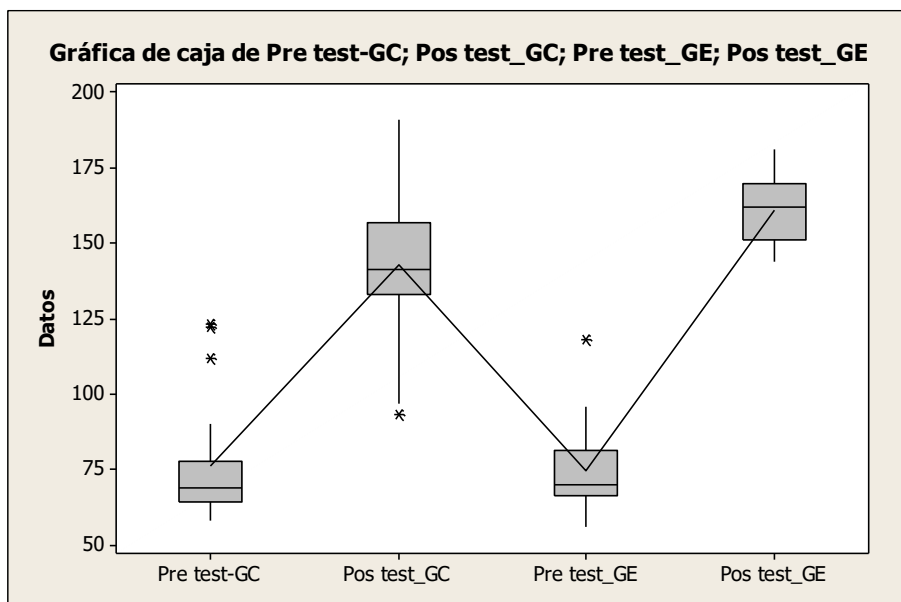 Gráfica de caja de Pre test-GC; Pos test_GC; Pre test_GE; Pos test_GE
200
175
150
125
100
75
50
Datos
Pre test-GC
Pos test_GC
Pre test_GE
Pos test_GE